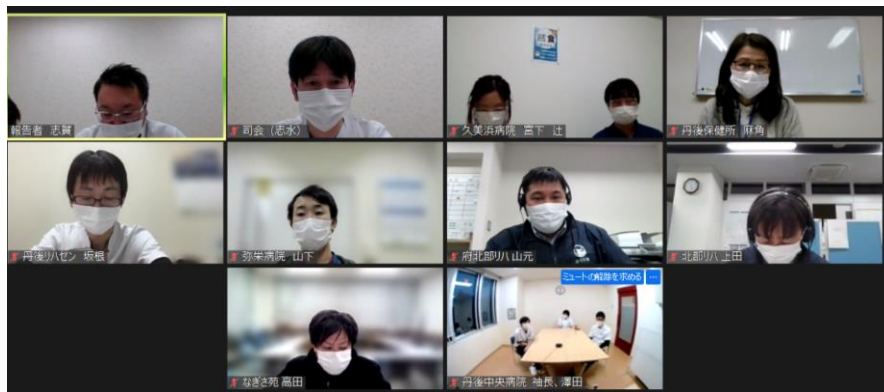 報告者 志賀
司会（志水）
久美浜病院 宮下 辻
丹後保健所 麻角
丹後リハセン 坂根
弥栄病院 山下
府北部リハ 山元
北部リハ 上田
ミュートの解除を求める
なぎさ苑 高田
丹後中央病院 袖長、澤田